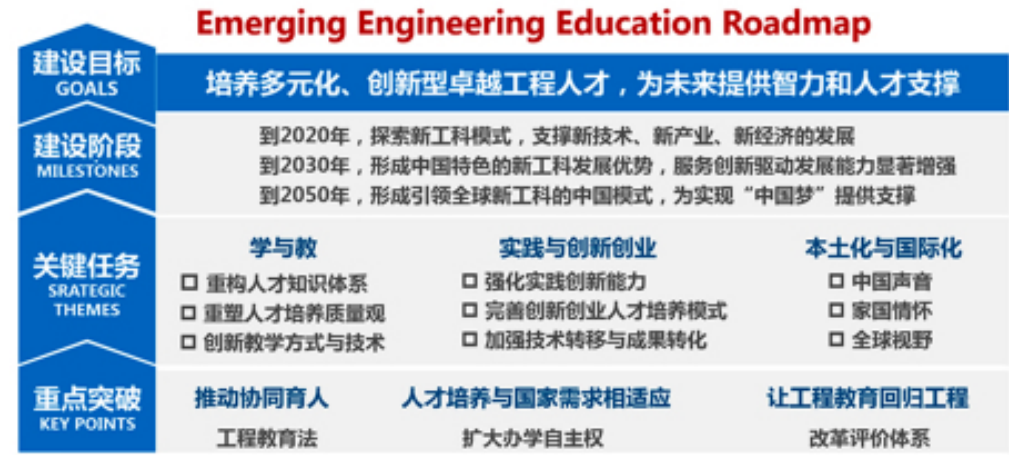 Emerging Engineering Education Roadmap
建设目标
GOALS
培养多元化、创新型卓越工程人才，为未来提供智力和人才支撑
建设阶段
MILESTONES
到2020年，探索新工科模式，支撑新技术、新产业、新经济的发展
到2030年，形成中国特色的新工科发展优势，服务创新驱动发展能力显著增强
到2050年，形成引领全球新工科的中国模式，为实现“中国梦”提供支撑
关键任务
SRATEGIC
THEMES
学与教 实践与创新创业 本土化与国际化
重构人才知识体系 强化实践创新能力 中国声音
重塑人才培养质量观 完善创新创业人才培养模式 家国情怀
创新教学方式与技术 加强技术转移与成果转化 全球视野
重点突破
KEY POINTS
推动协同育人 人才培养与国家需求相适应 让工程教育回归工程
工程教育法 扩大办学自主权 改革评价体系